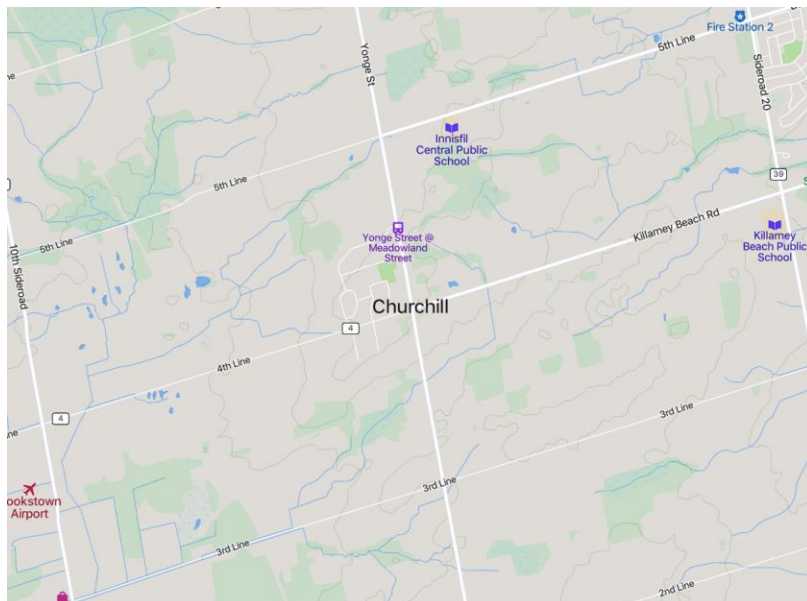 Fire Station 2
5th Line
Yonge St
Sideroad 20
Innisfil
Central Public
School
39
5th Line
Killarney Beach Rd
Yonge Street @
Meadowland
Street
Killarney
Beach Public
School
5th Line
10th Sideroad
Churchill
4
4th Line
3rd Line
4
3rd Line
ookstown
Airport
3rd Line
2nd Line